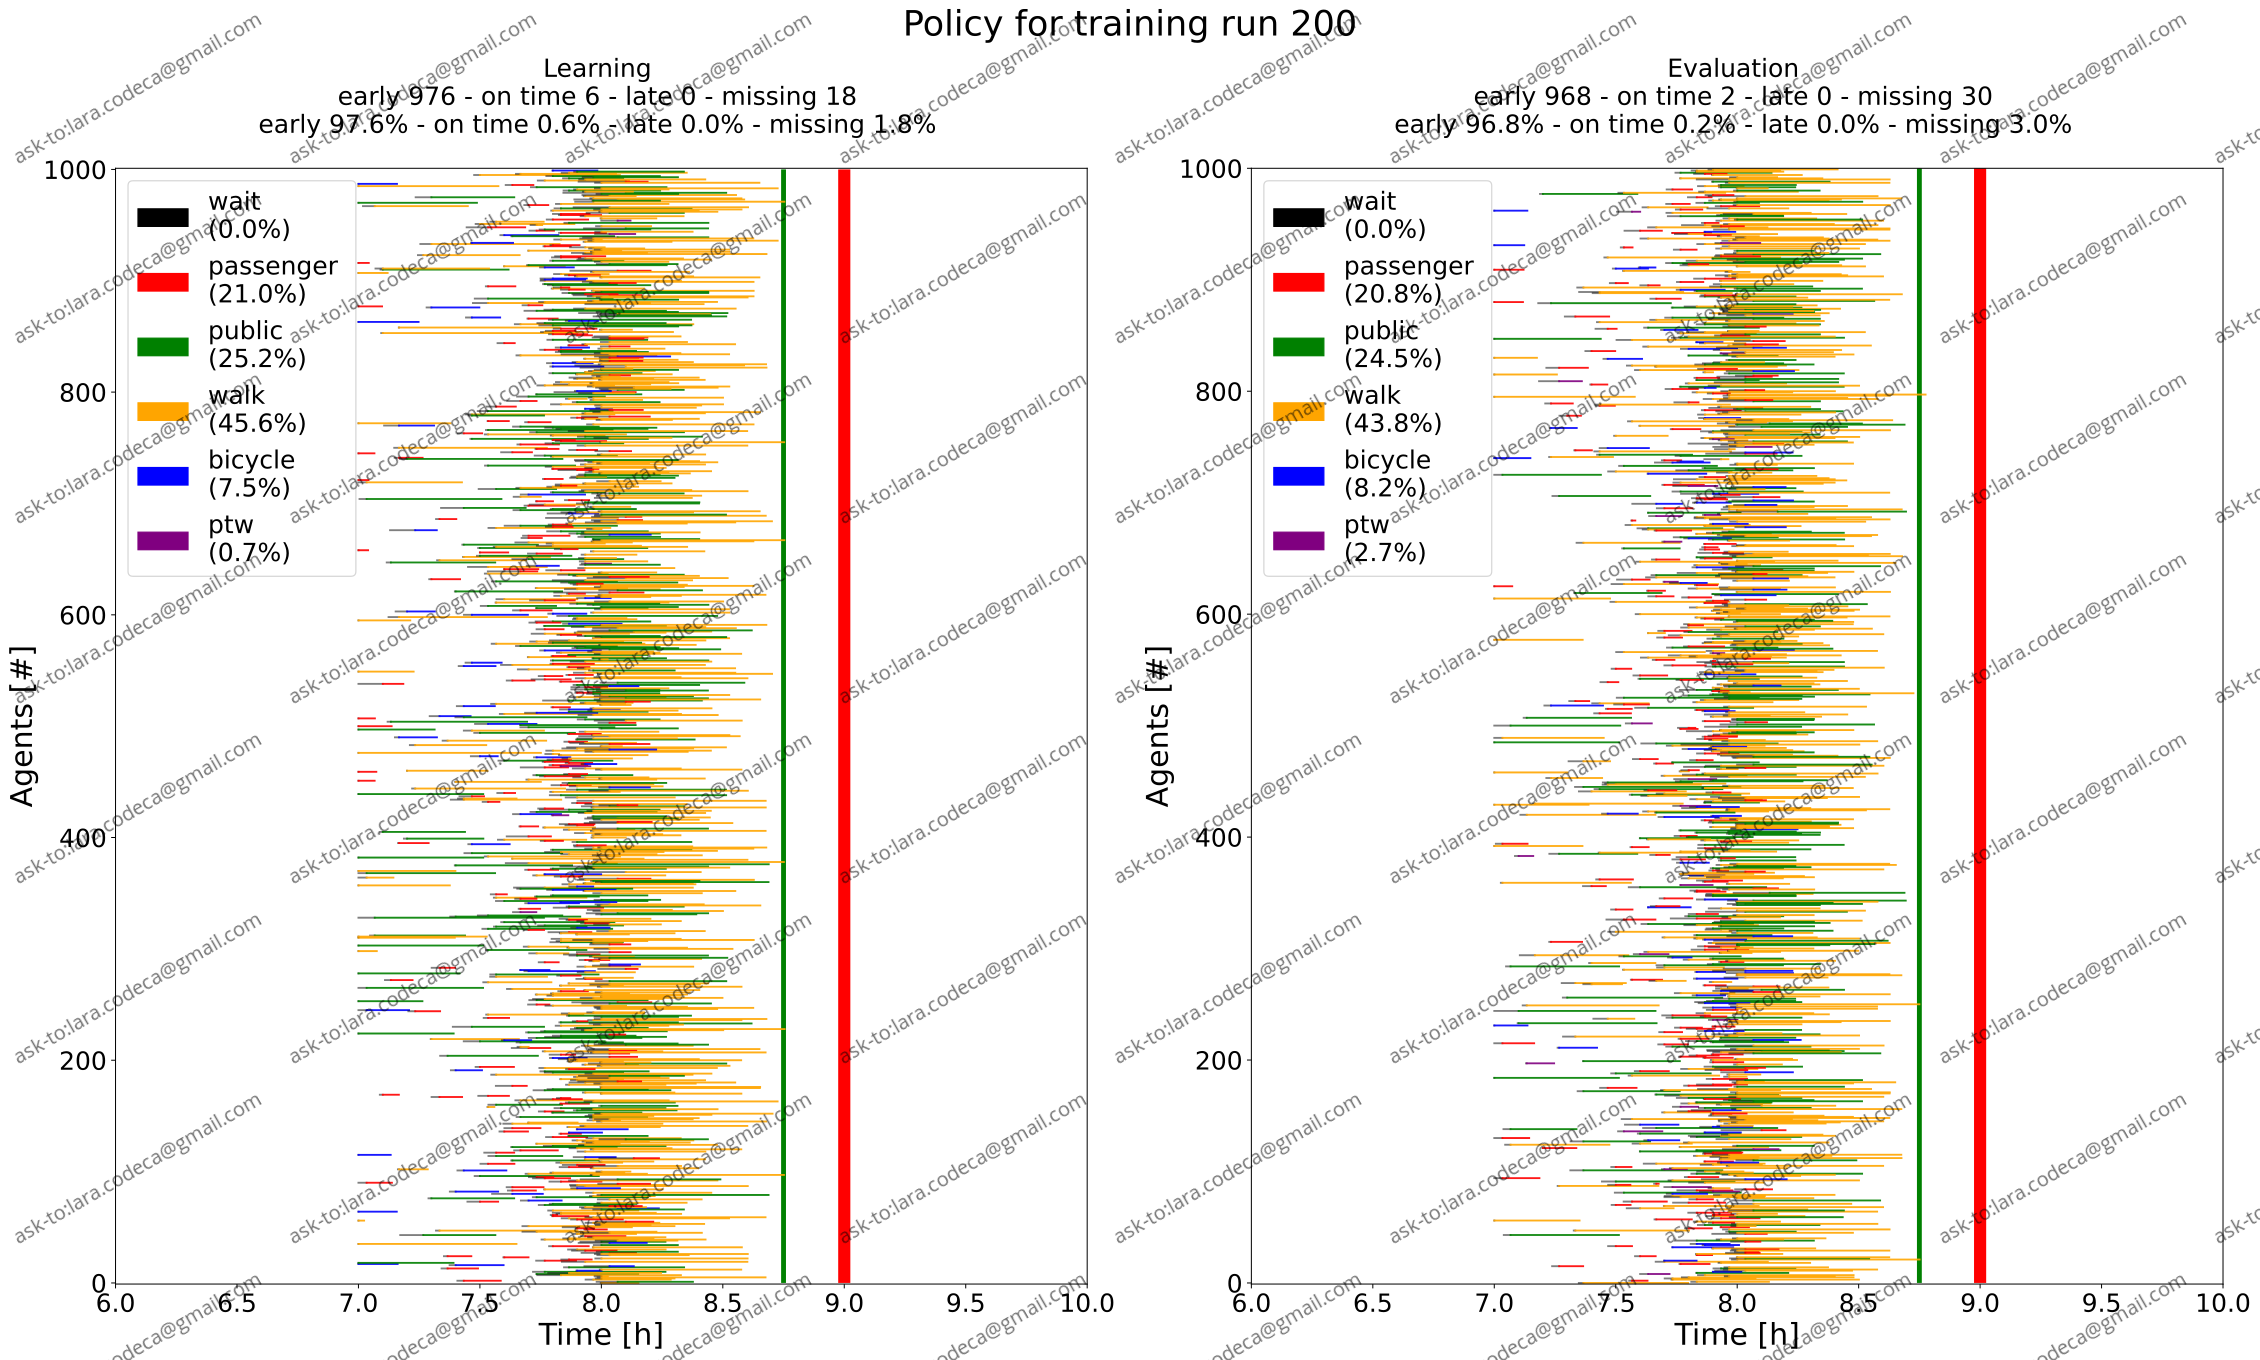 Policy for training run 200
Learning
early 976 - on time 6 - late 0 - missing 18
early 97.6% - on time 0.6% - late 0.0% - missing 1.8%
1000
800
600
400
200
0
Agents [#]
wait
(0.0%)
passenger
(21.0%)
public
(25.2%)
walk
(45.6%)
bicycle
(7.5%)
ptw
(0.7%)
6.0 6.5 7.0 7.5 8.0 8.5 9.0 9.5 10.0
Time [h]
Evaluation
early 968 - on time 2 - late 0 - missing 30
early 96.8% - on time 0.2% - late 0.0% - missing 3.0%
1000
800
600
400
200
0
Agents [#]
wait
(0.0%)
passenger
(20.8%)
public
(24.5%)
walk
(43.8%)
bicycle
(8.2%)
ptw
(2.7%)
6.0 6.5 7.0 7.5 8.0 8.5 9.0 9.5 10.0
Time [h]
ask-to:lara.codeca@gmail.com